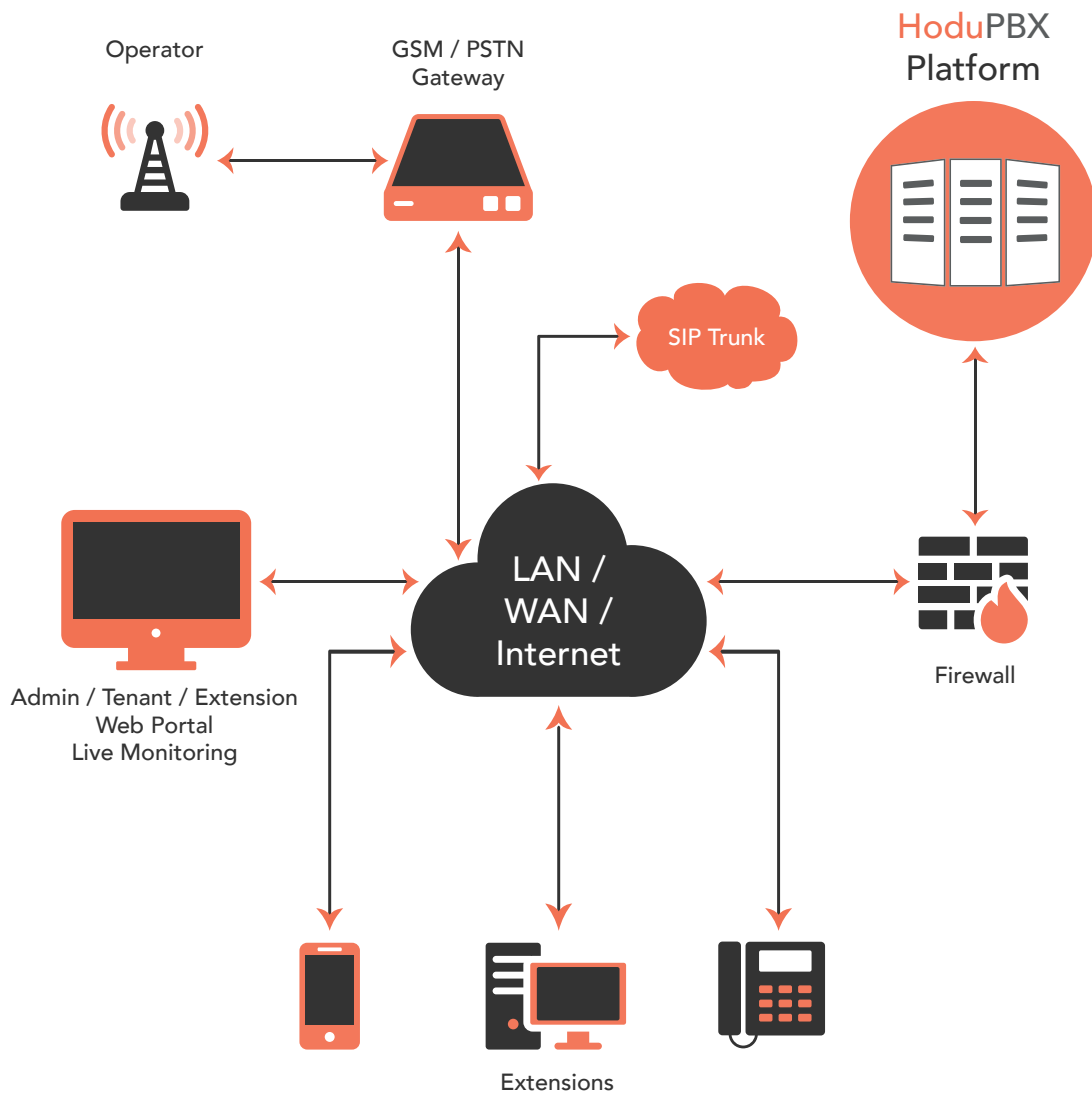 Operator
GSM / PSTN
Gateway
HoduPBX
Platform
SIP Trunk
LAN /
WAN /
Internet
Admin / Tenant / Extension
Web Portal
Live Monitoring
Firewall
Extensions